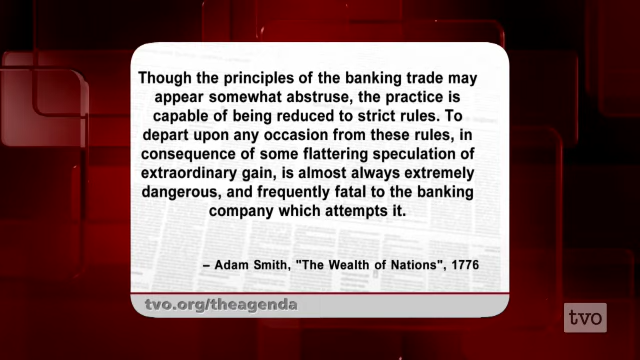 Though the principles of the banking trade may
appear somewhat abstruse, the practice is
capable of being reduced to strict rules. To
depart upon any occasion from these rules, in
consequence of some flattering speculation of
extraordinary gain, is almost always extremely
dangerous, and frequently fatal to the banking
company which attempts it.
– Adam Smith, "The Wealth of Nations", 1776
tvo.org/theagenda
tvo